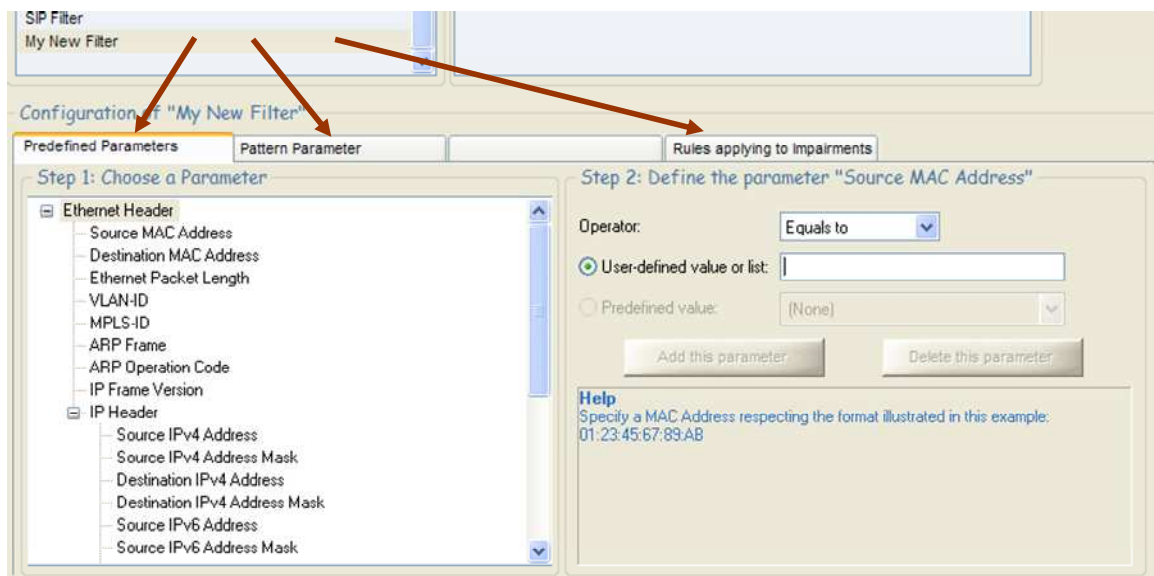 SIP Filter
My New Filter
Configuration of "My New Filter"
Predefined Parameters
Pattern Parameter
Rules applying to Impairments
Step 1: Choose a Parameter
Ethernet Header
Source MAC Address
Destination MAC Address
Ethernet Packet Length
VLAN-ID
MPLS-ID
ARP Frame
ARP Operation Code
IP Frame Version
IP Header
Source IPv4 Address
Source IPv4 Address Mask
Destination IPv4 Address
Destination IPv4 Address Mask
Source IPv6 Address
Source IPv6 Address Mask
Step 2: Define the parameter "Source MAC Address"
Operator: Equals to
User-defined value or list:
Predefined value: (None)
Add this parameter Delete this parameter
Help
Specify a MAC Address respecting the format illustrated in this example:
01:23:45:67:89:AB